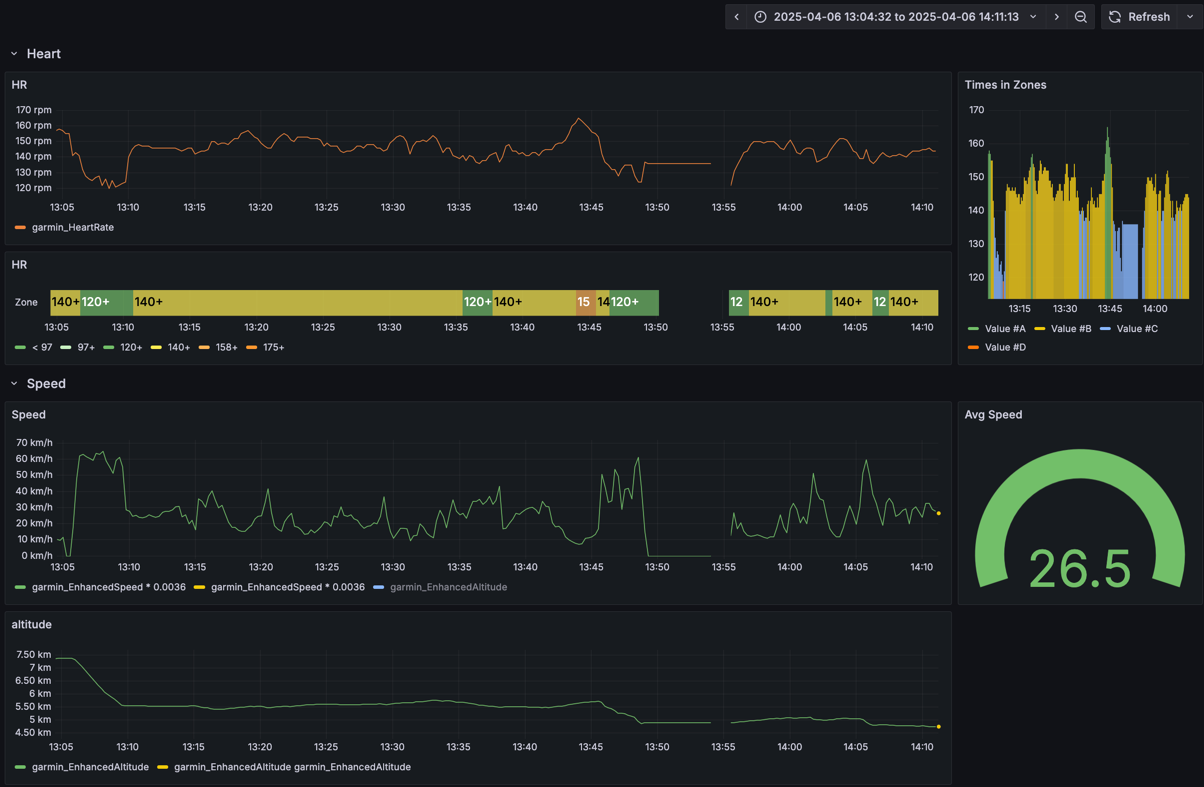 2025-04-06 13:04:32 to 2025-04-06 14:11:13 Refresh
Heart
HR
170 rpm
160 rpm
150 rpm
140 rpm
130 rpm
120 rpm
13:05 13:10 13:15 13:20 13:25 13:30 13:35 13:40 13:45 13:50 13:55 14:00 14:05 14:10
garmin_HeartRate
Times in Zones
170
160
150
140
130
120
13:15 13:30 13:45 14:00
Value #A Value #B Value #C
Value #D
HR
Zone 140+ 120+ 140+ 120+ 140+ 15 14 120+ 12 140+ 140+ 12 140+
13:05 13:10 13:15 13:20 13:25 13:30 13:35 13:40 13:45 13:50 13:55 14:00 14:05 14:10
< 97 97+ 120+ 140+ 158+ 175+
Speed
Speed
70 km/h
60 km/h
50 km/h
40 km/h
30 km/h
20 km/h
10 km/h
0 km/h
13:05 13:10 13:15 13:20 13:25 13:30 13:35 13:40 13:45 13:50 13:55 14:00 14:05 14:10
garmin_EnhancedSpeed * 0.0036 garmin_EnhancedSpeed * 0.0036 garmin_EnhancedAltitude
Avg Speed
26.5
altitude
7.50 km
7 km
6.50 km
6 km
5.50 km
5 km
4.50 km
13:05 13:10 13:15 13:20 13:25 13:30 13:35 13:40 13:45 13:50 13:55 14:00 14:05 14:10
garmin_EnhancedAltitude garmin_EnhancedAltitude garmin_EnhancedAltitude